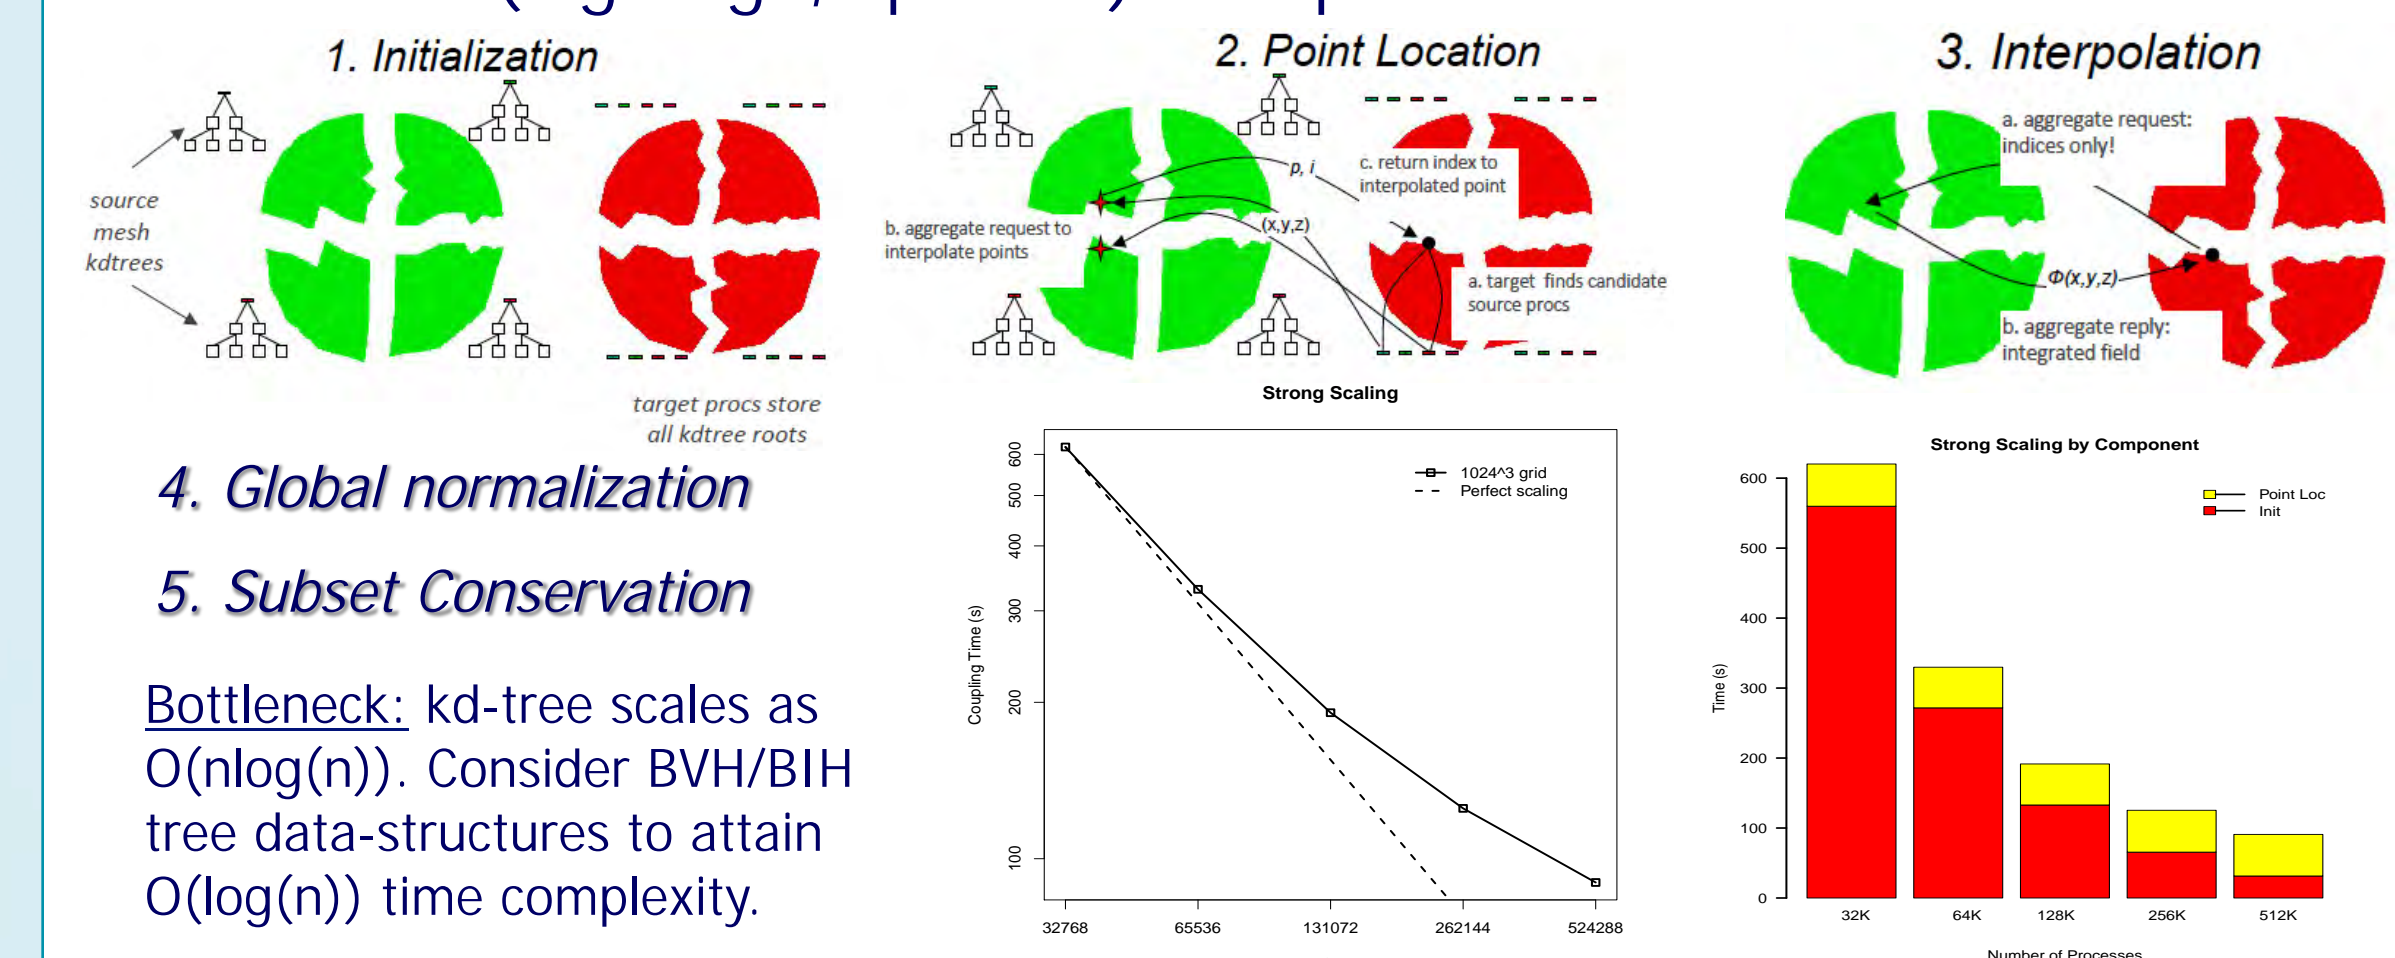 1. Initialization
source
mesh
kdtrees
target procs store
all kdtree roots
2. Point Location
p, i
c. return index to
interpolated point
b. aggregate request to
interpolate points
(x,y,z)
a. target  finds candidate
source procs
3. Interpolation
a. aggregate request:
indices only!
Φ(x,y,z)
b. aggregate reply:
integrated field
4. Global normalization
5. Subset Conservation
Bottleneck: kd-tree scales as
O(nlog(n)). Consider BVH/BIH
tree data-structures to attain
O(log(n)) time complexity.
Strong Scaling
1024^3 grid
Perfect scaling
Coupling Time (s)
600
500
400
300
200
100
32768 65536 131072 262144 524288
Strong Scaling by Component
Point Loc
Init
Time (s)
600
500
400
300
200
100
0
32K 64K 128K 256K 512K
Number of Processes